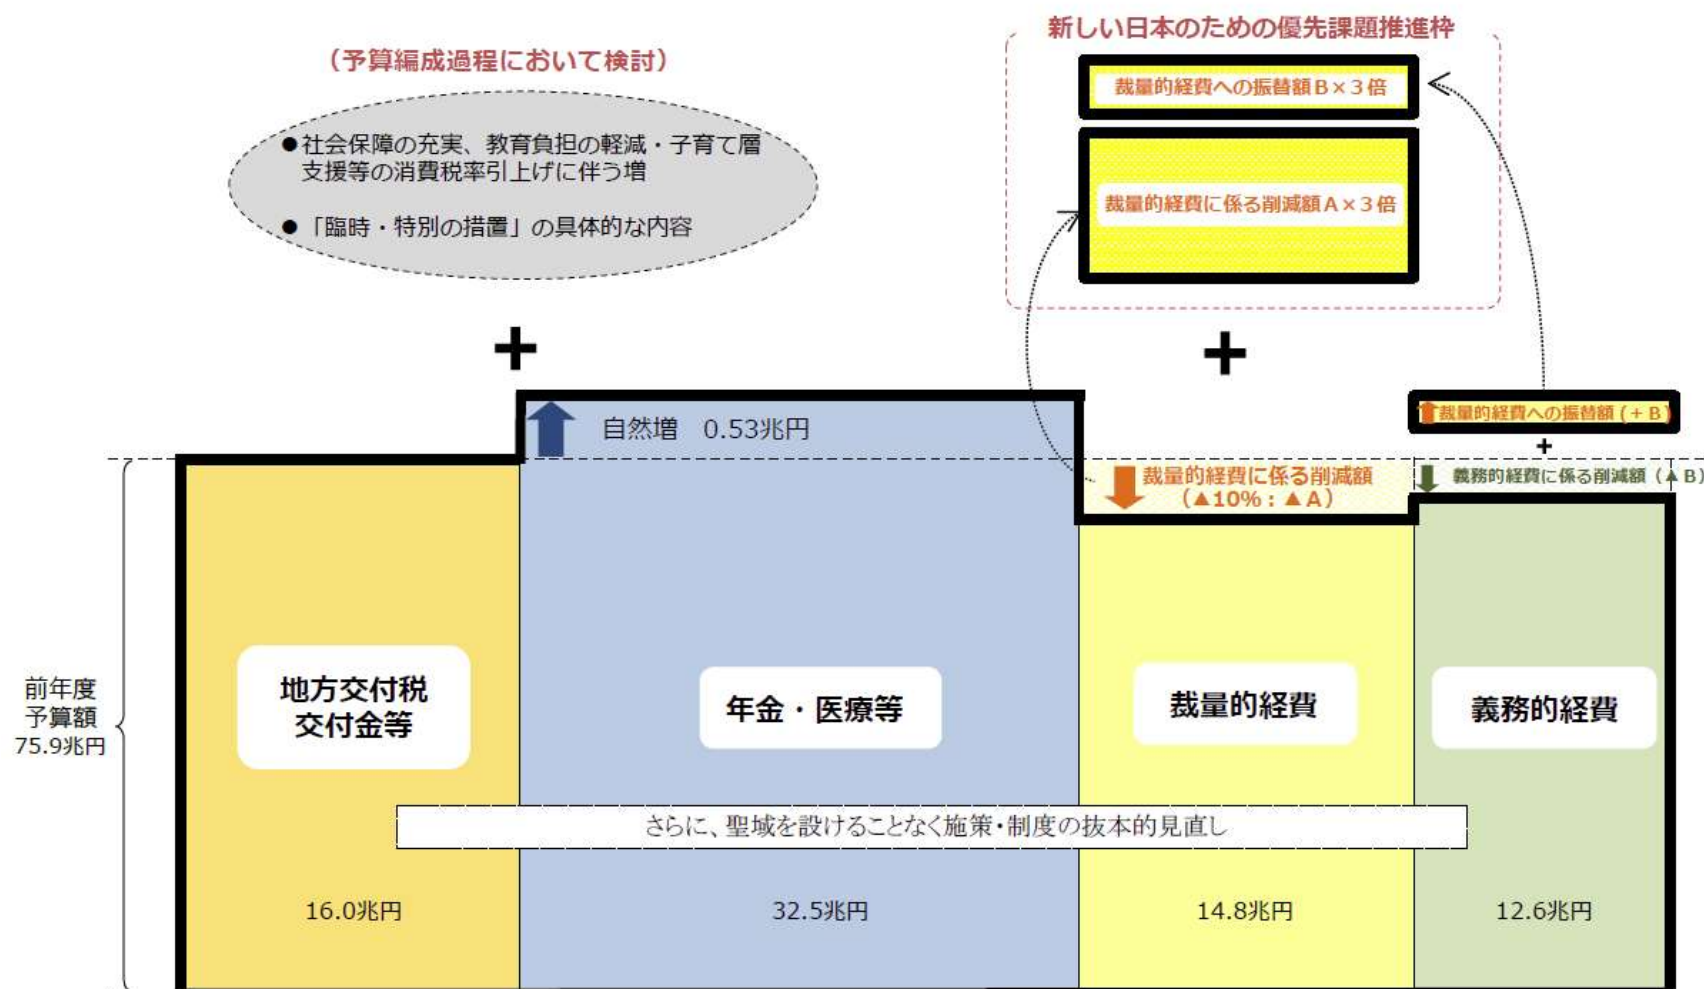 新しい日本のための優先課題推進枠
（予算編成過程において検討）
裁量的経費への振替額B×３倍
●社会保障の充実、教育負担の軽減・子育て層
支援等の消費税率引上げに伴う増
裁量的経費に係る削減額A×３倍
●「臨時・特別の措置」の具体的な内容
+
+
自然増　0.53兆円
裁量的経費への振替額(＋B)
+
裁量的経費に係る削減額
（▲10%：▲A）
義務的経費に係る削減額（▲B）
前年度
予算額
75.9兆円
地方交付税
交付金等
年金・医療等
裁量的経費
義務的経費
さらに、聖域を設けることなく施策・制度の抜本的見直し
16.0兆円
32.5兆円
14.8兆円
12.6兆円